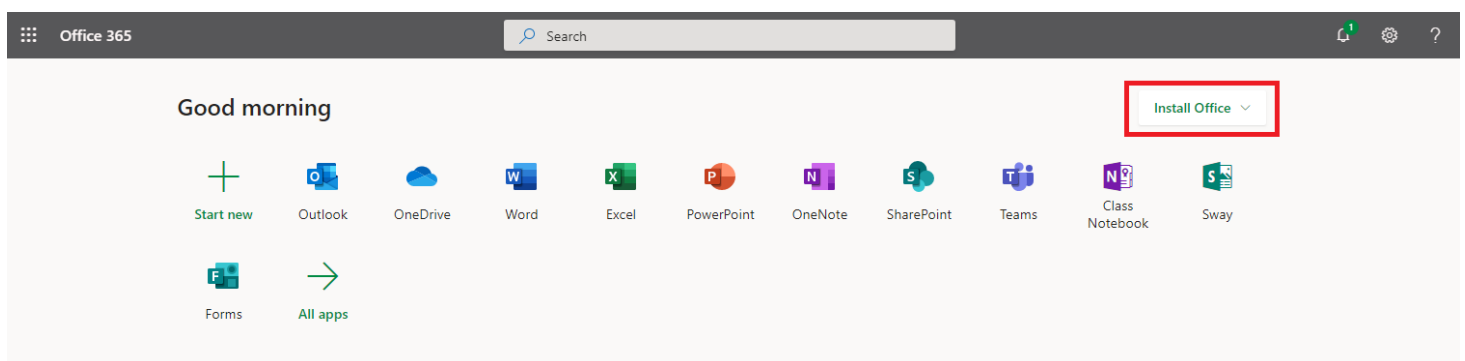 Office 365
Search
1
?
Good morning
Install Office
Start new
Outlook
OneDrive
Word
Excel
PowerPoint
OneNote
SharePoint
Teams
Class
Notebook
Sway
Forms
All apps